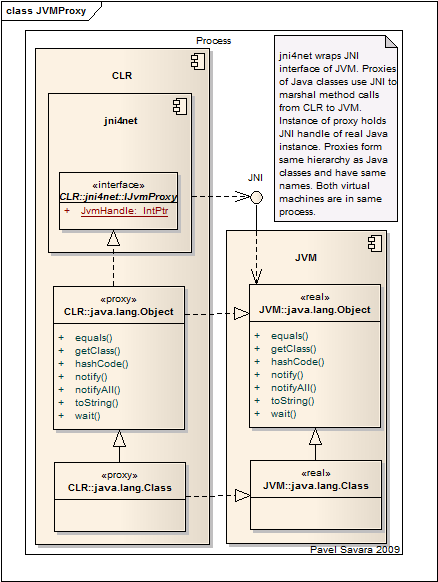 class JVMProxy
Process
CLR
jni4net
«interface»
CLR::jni4net::IJvmProxy
+ JvmHandle: IntPtr
jni4net wraps JNI
interface of JVM. Proxies
of Java classes use JNI to
marshal method calls
from CLR to JVM.
Instance of proxy holds
JNI handle of real Java
instance. Proxies form
same hierarchy as Java
classes and have same
names. Both virtual
machines are in same
process.
JNI
JVM
«proxy»
CLR::java.lang.Object
+ equals()
+ getClass()
+ hashCode()
+ notify()
+ notifyAll()
+ toString()
+ wait()
«real»
JVM::java.lang.Object
+ equals()
+ getClass()
+ hashCode()
+ notify()
+ notifyAll()
+ toString()
+ wait()
«proxy»
CLR::java.lang.Class
«real»
JVM::java.lang.Class
Pavel Savara 2009